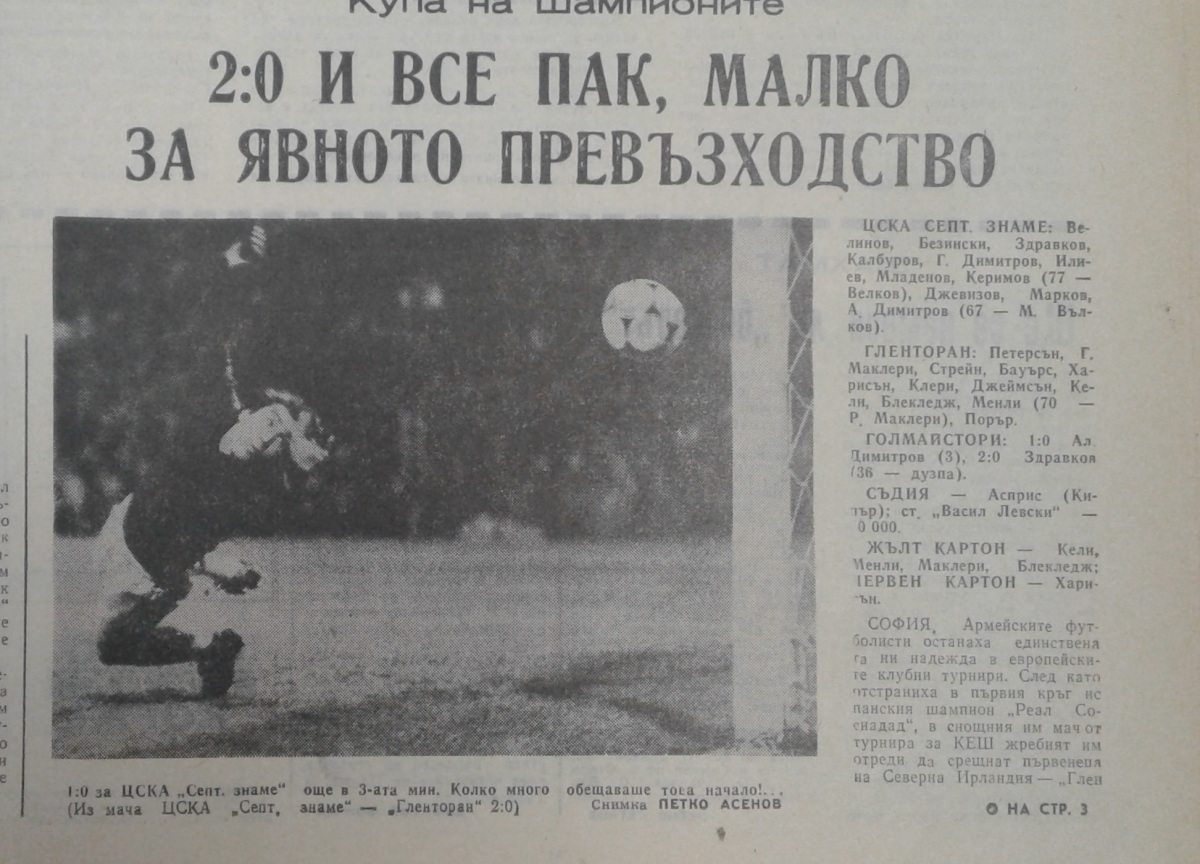 Купа на шампионите
2:0 И ВСЕ ПАК, МАЛКО
ЗА ЯВНОТО ПРЕВЪЗХОДСТВО
ЦСКА СЕПТ. ЗНАМЕ: Ве-
линов, Безински, Здравков,
Калбуров, Г. Димитров, Или-
ев, Младенов, Керимов (77 —
Велков), Джевизов, Марков,
А. Димитров (67 — М. Въл-
ков).
ГЛЕНТОРАН: Петерсън, Г.
Маклери, Стрейн, Бауърс, Ха-
рисън, Клери, Джеймсън, Ке-
ли, Блекледж, Менли (70 —
Р. Маклери), Порър.
ГОЛМАЙСТОРИ: 1:0 Ал.
Димитров (3), 2:0 Здравков
(36 — дузпа).
СЪДИЯ — Асприс (Ки-
пър); ст. „Васил Левски“ —
0 000.
ЖЪЛТ КАРТОН — Кели,
Менли, Маклери, Блекледж;
ЧЕРВЕН КАРТОН — Хари-
сън.
СОФИЯ. Армейските фут-
болисти останаха единствена
та ни надежда в европейски-
те клубни турнири. След като
отстраниха в първия кръг ис
панския шампион „Реал Со-
сиадад“, в снощния им мач от
турнира за КЕШ жребият им
отреди да срещнат първенеца
на Северна Ирландия — „Глен
НА СТР. 3
1:0 за ЦСКА „Септ. знаме“ още в 3-ата мин. Колко много обещаваше това начало!...
(Из мача ЦСКА „Септ. знаме“ — „Гленторан“ 2:0) Снимка ПЕТКО АСЕНОВ